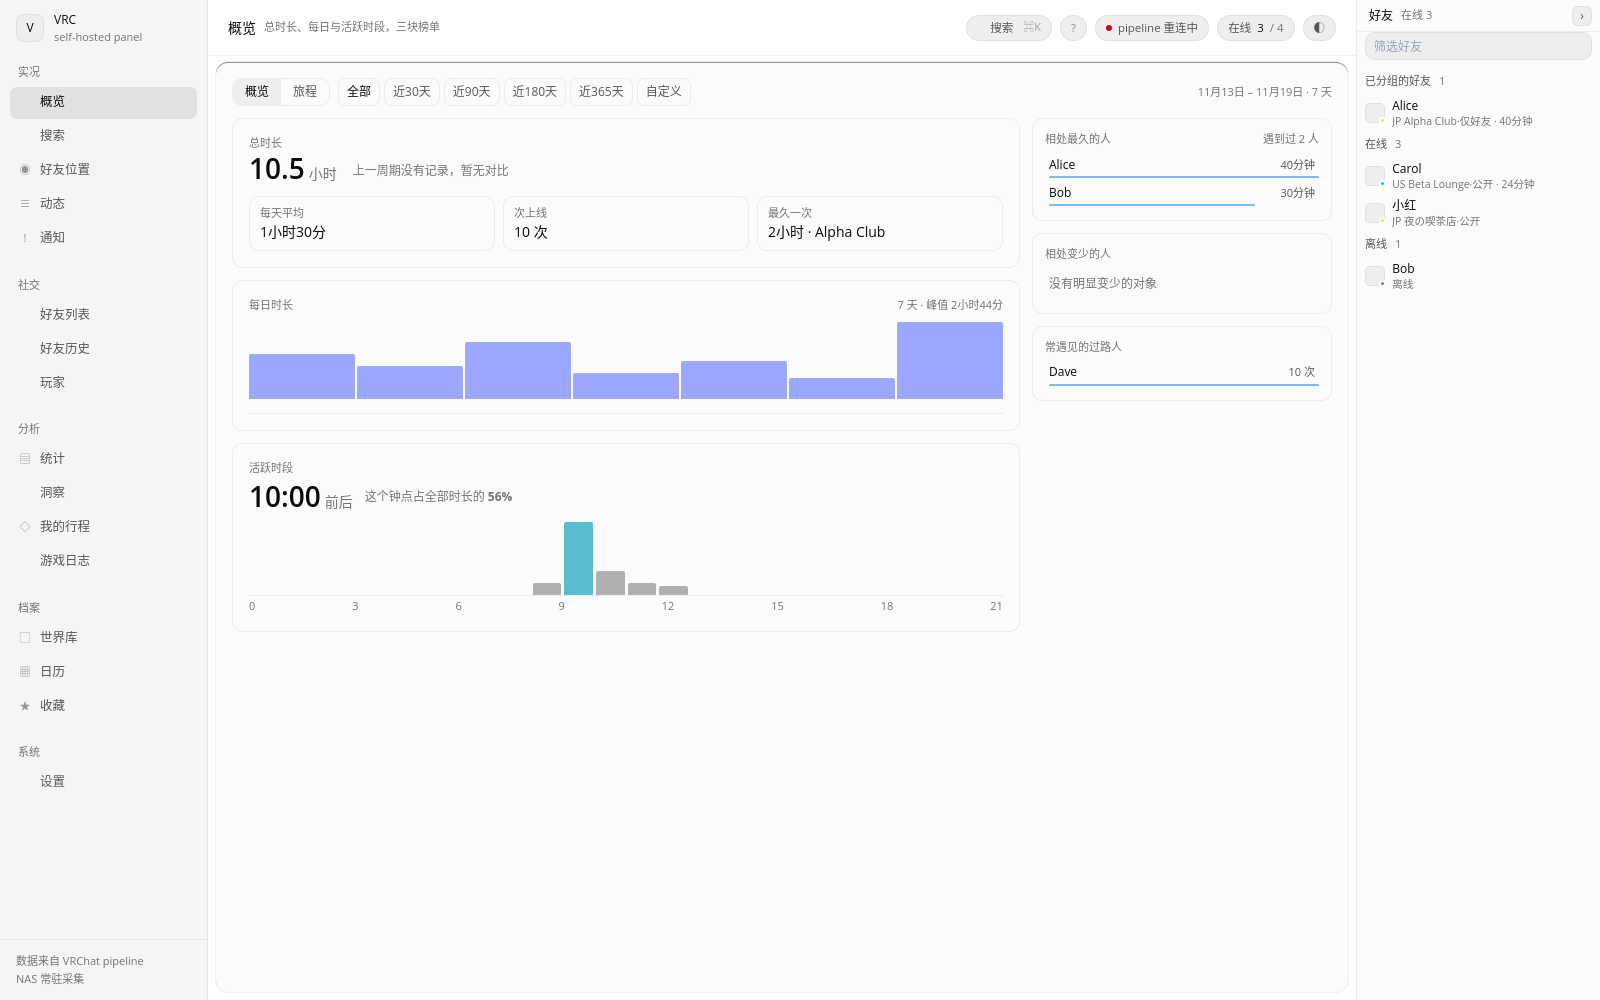 V
VRC
self-hosted panel
实况
概览
搜索
◉ 好友位置
☰ 动态
! 通知
社交
好友列表
好友历史
玩家
分析
▤ 统计
洞察
◇ 我的行程
游戏日志
档案
□ 世界库
▦ 日历
★ 收藏
系统
设置
数据来自 VRChat pipeline
NAS 常驻采集
概览 总时长、每日与活跃时段，三块榜单
搜索 ⌘K
?
pipeline 重连中
在线 3 / 4
◐
概览 旅程 全部 近30天 近90天 近180天 近365天 自定义
11月13日 – 11月19日 · 7 天
总时长
10.5 小时 上一周期没有记录，暂无对比
每天平均
1小时30分
次上线
10 次
最久一次
2小时 · Alpha Club
每日时长
7 天 · 峰值 2小时44分
活跃时段
10:00 前后 这个钟点占全部时长的 56%
0 3 6 9 12 15 18 21
相处最久的人 遇到过 2 人
Alice 40分钟
Bob 30分钟
相处变少的人
没有明显变少的对象
常遇见的过路人
Dave 10 次
好友 在线 3
›
筛选好友
已分组的好友 1
Alice
JP Alpha Club·仅好友 · 40分钟
在线 3
Carol
US Beta Lounge·公开 · 24分钟
小红
JP 夜の喫茶店·公开
离线 1
Bob
离线